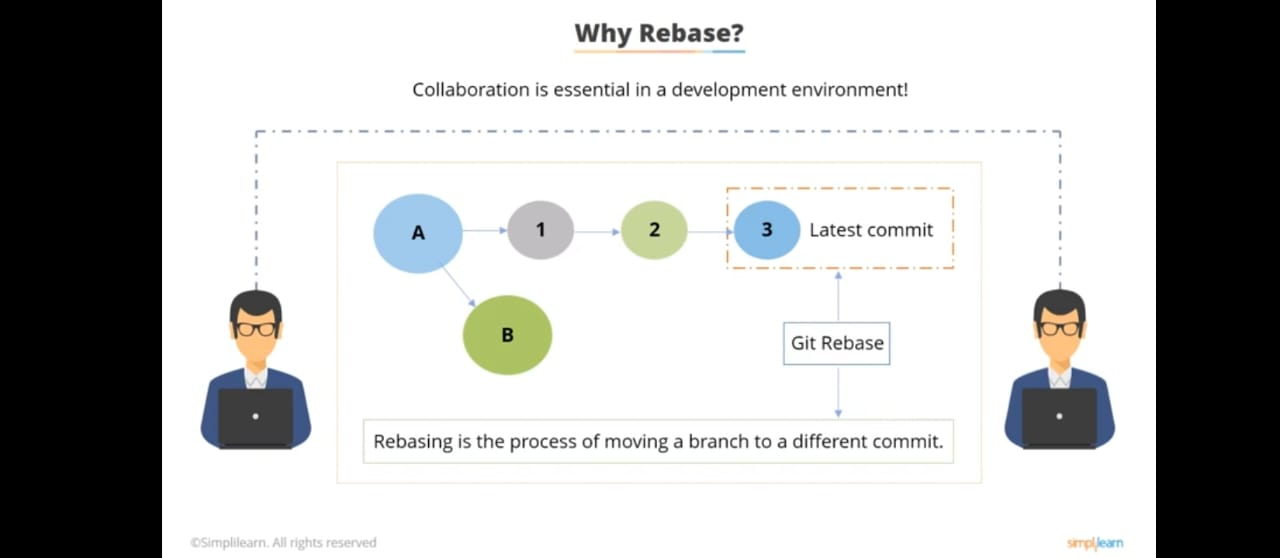 Why Rebase?
Collaboration is essential in a development environment!
A
1
2
3
Latest commit
B
Git Rebase
Rebasing is the process of moving a branch to a different commit.
©Simplilearn. All rights reserved
simplilearn